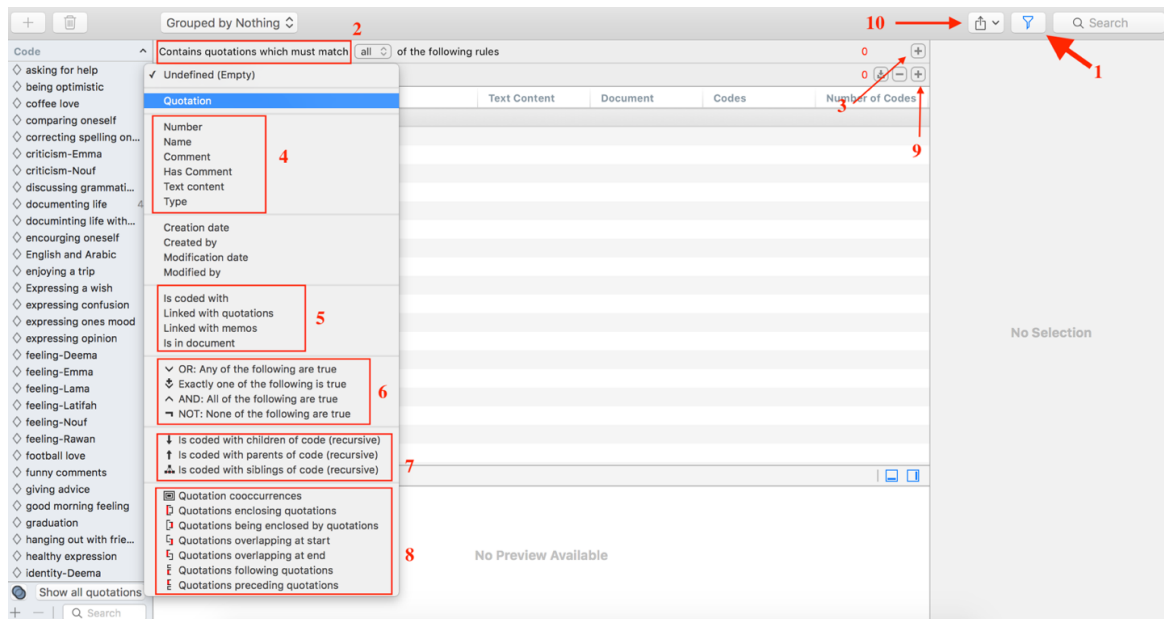 Grouped by Nothing
2
10
Search
1
Code
Contains quotations which must match all of the following rules 0
0
3
9
Text Content Document Codes Number of Codes
asking for help
being optimistic
coffee love
comparing oneself
correcting spelling on...
criticism-Emma
criticism-Nouf
discussing grammati...
documenting life 4
documinting life with...
encourging oneself
English and Arabic
enjoying a trip
Expressing a wish
expressing confusion
expressing ones mood
expressing opinion
feeling-Deema
feeling-Emma
feeling-Lama
feeling-Latifah
feeling-Nouf
feeling-Rawan
football love
funny comments
giving advice
good morning feeling
graduation
hanging out with frie...
healthy expression
identity-Deema
Show all quotations
Search
✓ Undefined (Empty)
Quotation
Number
Name
Comment
Has Comment
Text content
Type
4
Creation date
Created by
Modification date
Modified by
Is coded with
Linked with quotations
Linked with memos
Is in document
5
OR: Any of the following are true
Exactly one of the following is true
AND: All of the following are true
NOT: None of the following are true
6
Is coded with children of code (recursive)
Is coded with parents of code (recursive)
Is coded with siblings of code (recursive)
7
Quotation cooccurrences
Quotations enclosing quotations
Quotations being enclosed by quotations
Quotations overlapping at start
Quotations overlapping at end
Quotations following quotations
Quotations preceding quotations
8
No Preview Available
No Selection